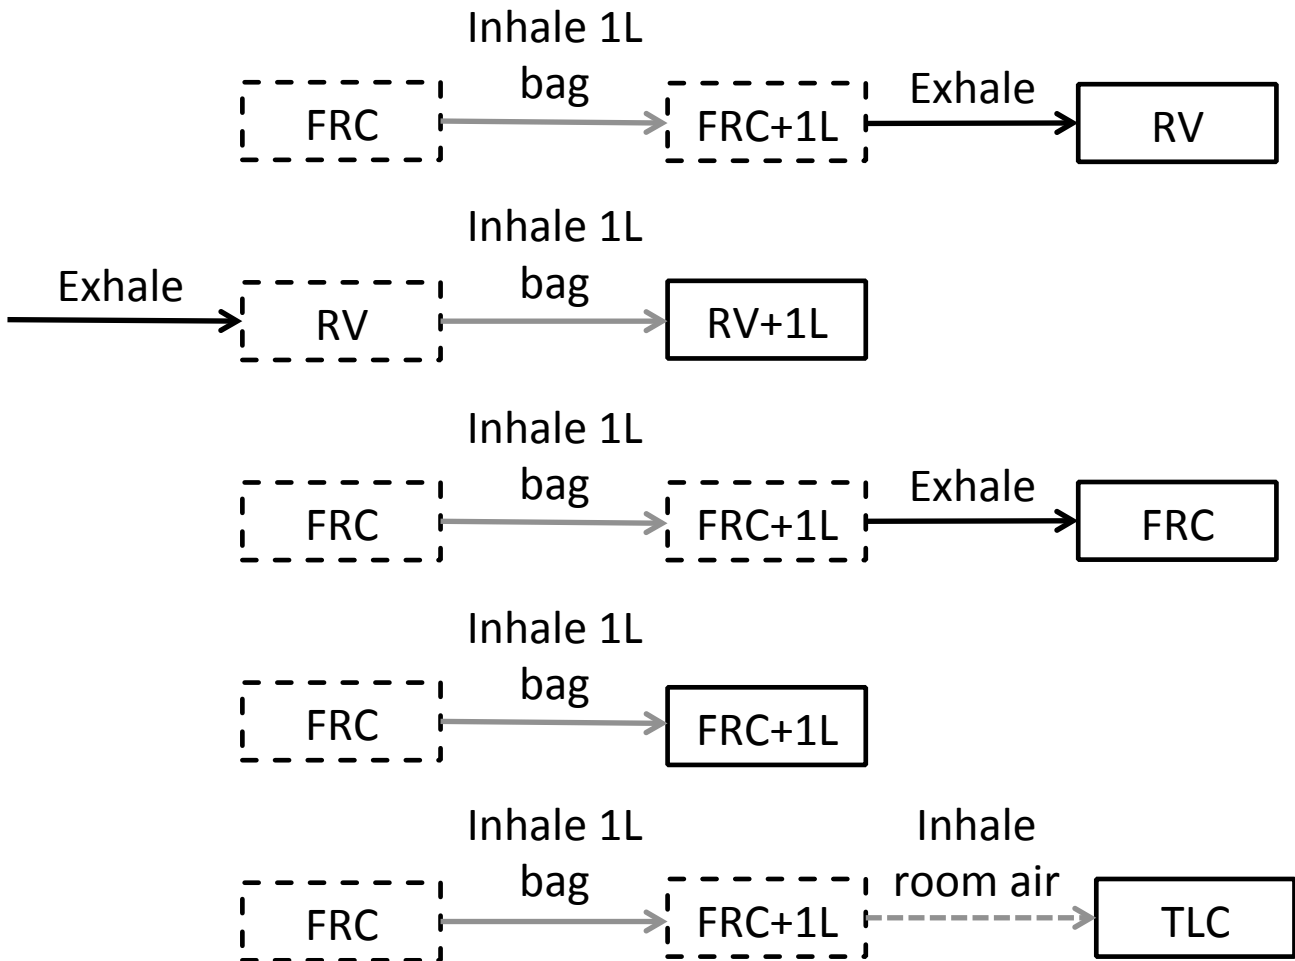 Inhale 1L
bag
FRC
FRC+1L
Exhale
RV
Exhale
RV
Inhale 1L
bag
RV+1L
FRC
Inhale 1L
bag
FRC+1L
Exhale
FRC
FRC
Inhale 1L
bag
FRC+1L
FRC
Inhale 1L
bag
FRC+1L
Inhale
room air
TLC